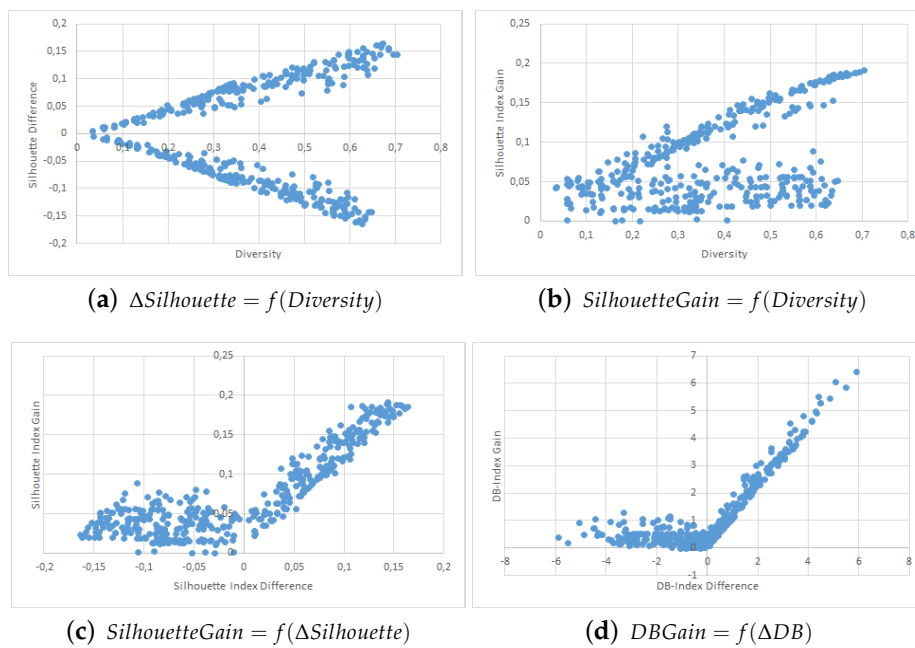 0,2
0,15
0,1
0,05
0
-0,05
-0,1
-0,15
-0,2
0 0,1 0,2 0,3 0,4 0,5 0,6 0,7 0,8
Silhouette Difference
Diversity
(a) ΔSilhouette = f(Diversity)
0,25
0,2
0,15
0,1
0,05
0
0 0,1 0,2 0,3 0,4 0,5 0,6 0,7 0,8
Silhouette Index Gain
Diversity
(b) SilhouetteGain = f(Diversity)
0,25
0,2
0,15
0,1
0,05
0
-0,2 -0,15 -0,1 -0,05 0 0,05 0,1 0,15 0,2
Silhouette Index Gain
Silhouette Index Difference
(c) SilhouetteGain = f(ΔSilhouette)
7
6
5
4
3
2
1
0
-1
-8 -6 -4 -2 0 2 4 6 8
DB-Index Gain
DB-Index Difference
(d) DBGain = f(ΔDB)